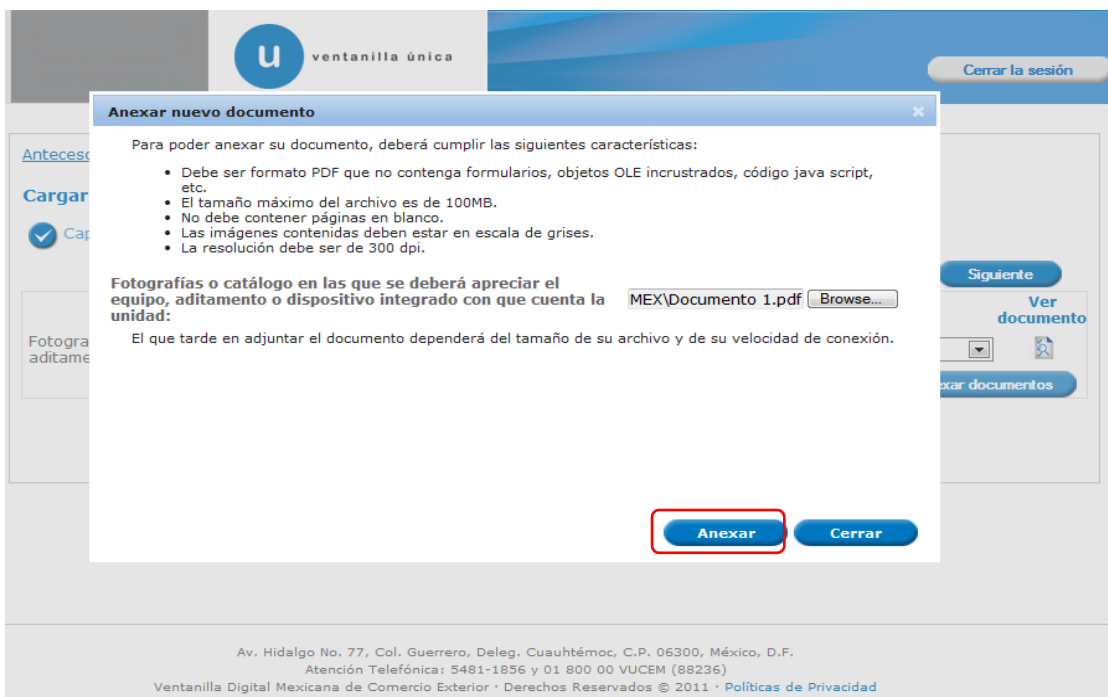 u ventanilla única
Cerrar la sesión
Anexar nuevo documento
Para poder anexar su documento, deberá cumplir las siguientes características:
• Debe ser formato PDF que no contenga formularios, objetos OLE incrustrados, código java script,
etc.
• El tamaño máximo del archivo es de 100MB.
• No debe contener páginas en blanco.
• Las imágenes contenidas deben estar en escala de grises.
• La resolución debe ser de 300 dpi.
Fotografías o catálogo en las que se deberá apreciar el
equipo, aditamento o dispositivo integrado con que cuenta la
unidad:
MEX\Documento 1.pdf Browse...
El que tarde en adjuntar el documento dependerá del tamaño de su archivo y de su velocidad de conexión.
Anexar
Cerrar
Anteceso
Cargar
Cap
Siguiente
Ver
documento
Fotogra
aditame
exar documentos
Av. Hidalgo No. 77, Col. Guerrero, Deleg. Cuauhtémoc, C.P. 06300, México, D.F.
Atención Telefónica: 5481-1856 y 01 800 00 VUCEM (88236)
Ventanilla Digital Mexicana de Comercio Exterior · Derechos Reservados © 2011 · Políticas de Privacidad